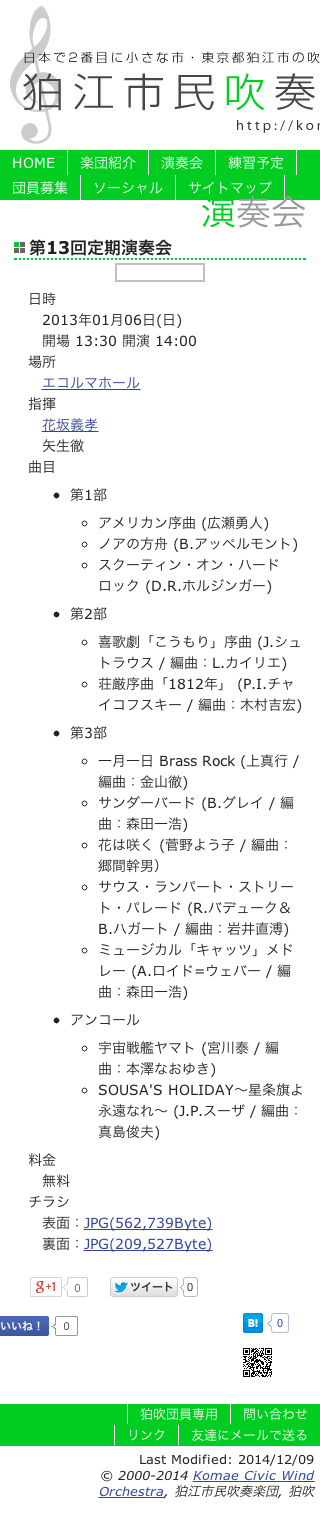 日本で2番目に小さな市・東京都狛江市の吹
狛江市民吹奏
http://kor
HOME 楽団紹介 演奏会 練習予定
団員募集 ソーシャル サイトマップ
演奏会
第13回定期演奏会
日時
2013年01月06日(日)
開場 13:30 開演 14:00
場所
エコルマホール
指揮
花坂義孝
矢生徹
曲目
• 第1部
◦ アメリカン序曲 (広瀬勇人)
◦ ノアの方舟 (B.アッペルモント)
◦ スクーティン・オン・ハード
ロック (D.R.ホルジンガー)
• 第2部
◦ 喜歌劇「こうもり」序曲 (J.シュ
トラウス / 編曲：L.カイリエ)
◦ 荘厳序曲「1812年」 (P.I.チャ
イコフスキー / 編曲：木村吉宏)
• 第3部
◦ 一月一日 Brass Rock (上真行 /
編曲：金山徹)
◦ サンダーバード (B.グレイ / 編
曲：森田一浩)
◦ 花は咲く (菅野よう子 / 編曲：
郷間幹男）
◦ サウス・ランパート・ストリー
ト・パレード (R.バデューク＆
B.ハガート / 編曲：岩井直溥)
◦ ミュージカル「キャッツ」メド
レー (A.ロイド=ウェバー / 編
曲：森田一浩)
• アンコール
◦ 宇宙戦艦ヤマト (宮川泰 / 編
曲：本澤なおゆき)
◦ SOUSA'S HOLIDAY〜星条旗よ
永遠なれ〜 (J.P.スーザ / 編曲：
真島俊夫)
料金
無料
チラシ
表面：JPG(562,739Byte)
裏面：JPG(209,527Byte)
g+1 0 ツイート 0
いいね！ 0 B! 0
狛吹団員専用 問い合わせ
リンク 友達にメールで送る
Last Modified: 2014/12/09
© 2000-2014 Komae Civic Wind
Orchestra, 狛江市民吹奏楽団, 狛吹